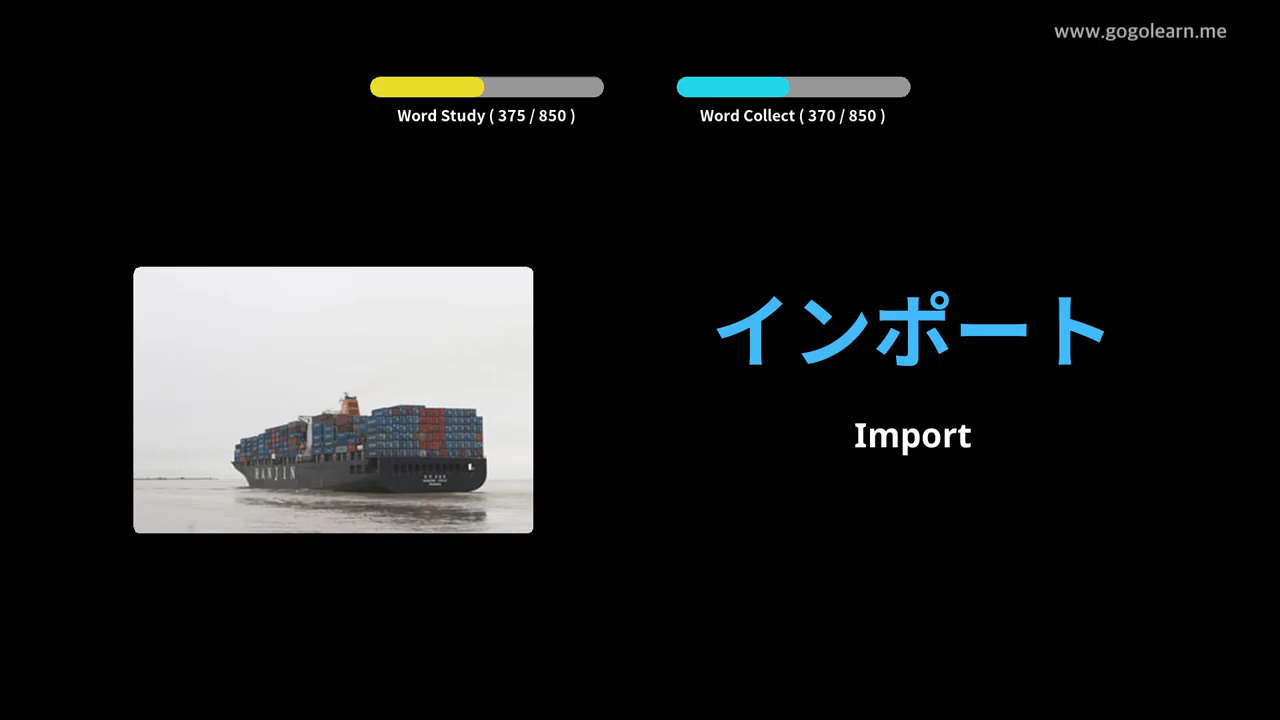 www.gogolearn.me
Word Study ( 375 / 850 )
Word Collect ( 370 / 850 )
インポート
Import
HANJIN